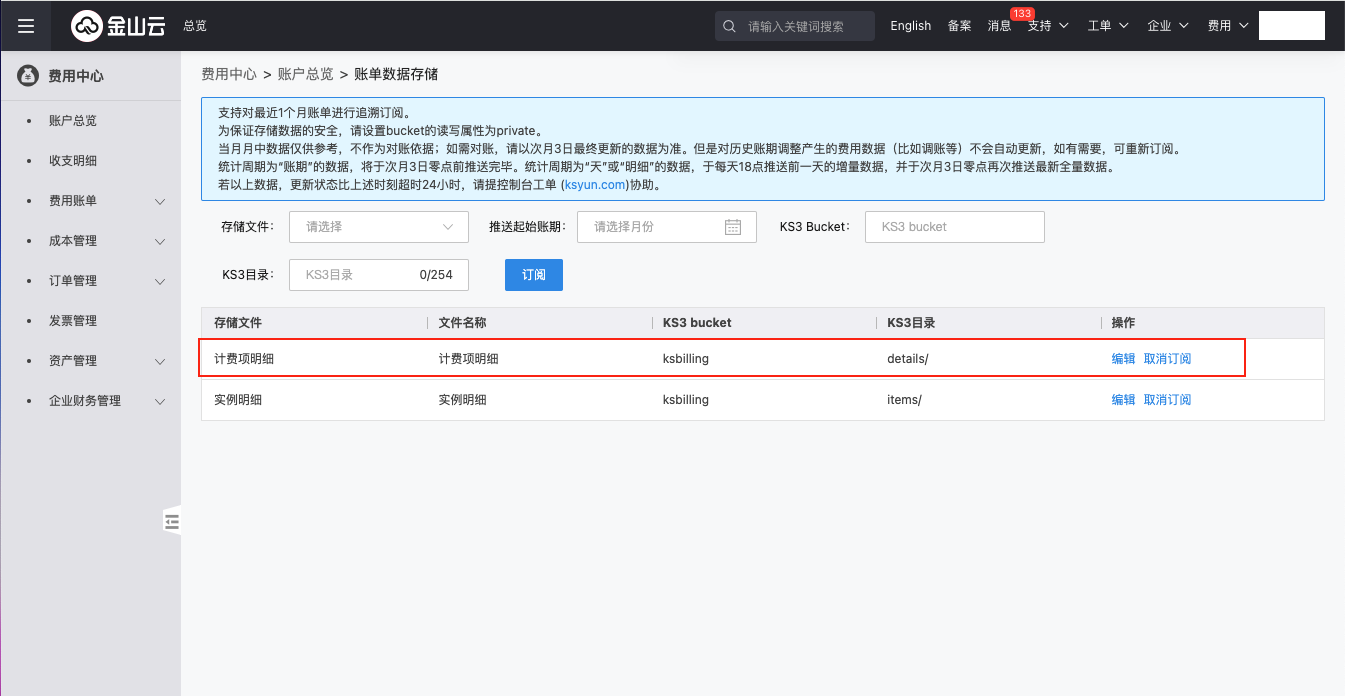 金山云 总览 请输入关键词搜索 English 备案 消息 133 支持 工单 企业 费用
费用中心
账户总览
收支明细
费用账单
成本管理
订单管理
发票管理
资产管理
企业财务管理
费用中心 > 账户总览 > 账单数据存储
支持对最近1个月账单进行追溯订阅。
为保证存储数据的安全，请设置bucket的读写属性为private。
当月月中数据仅供参考，不作为对账依据；如需对账，请以次月3日最终更新的数据为准。但是对历史账期调整产生的费用数据（比如调账等）不会自动更新，如有需要，可重新订阅。
统计周期为“账期”的数据，将于次月3日零点前推送完毕。统计周期为“天”或“明细”的数据，于每天18点推送前一天的增量数据，并于次月3日零点再次推送最新全量数据。
若以上数据，更新状态比上述时刻超时24小时，请提控制台工单 (ksyun.com)协助。
存储文件： 请选择 推送起始账期： 请选择月份 KS3 Bucket： KS3 bucket
KS3目录： KS3目录 0/254 订阅
存储文件 文件名称 KS3 bucket KS3目录 操作
计费项明细 计费项明细 ksbilling details/ 编辑 取消订阅
实例明细 实例明细 ksbilling items/ 编辑 取消订阅